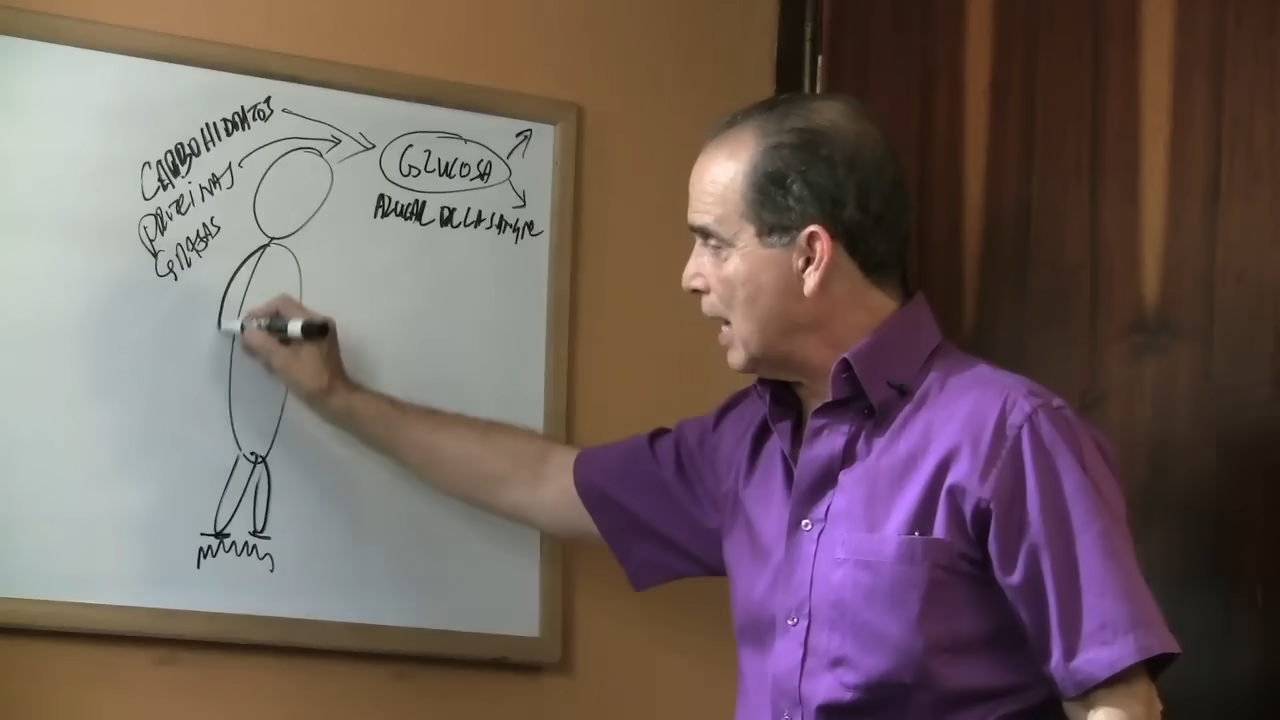 CARBOHIDRATOS
PROTEINAS
GRASAS
GLUCOSA
AZUCAR DE LA SANGRE